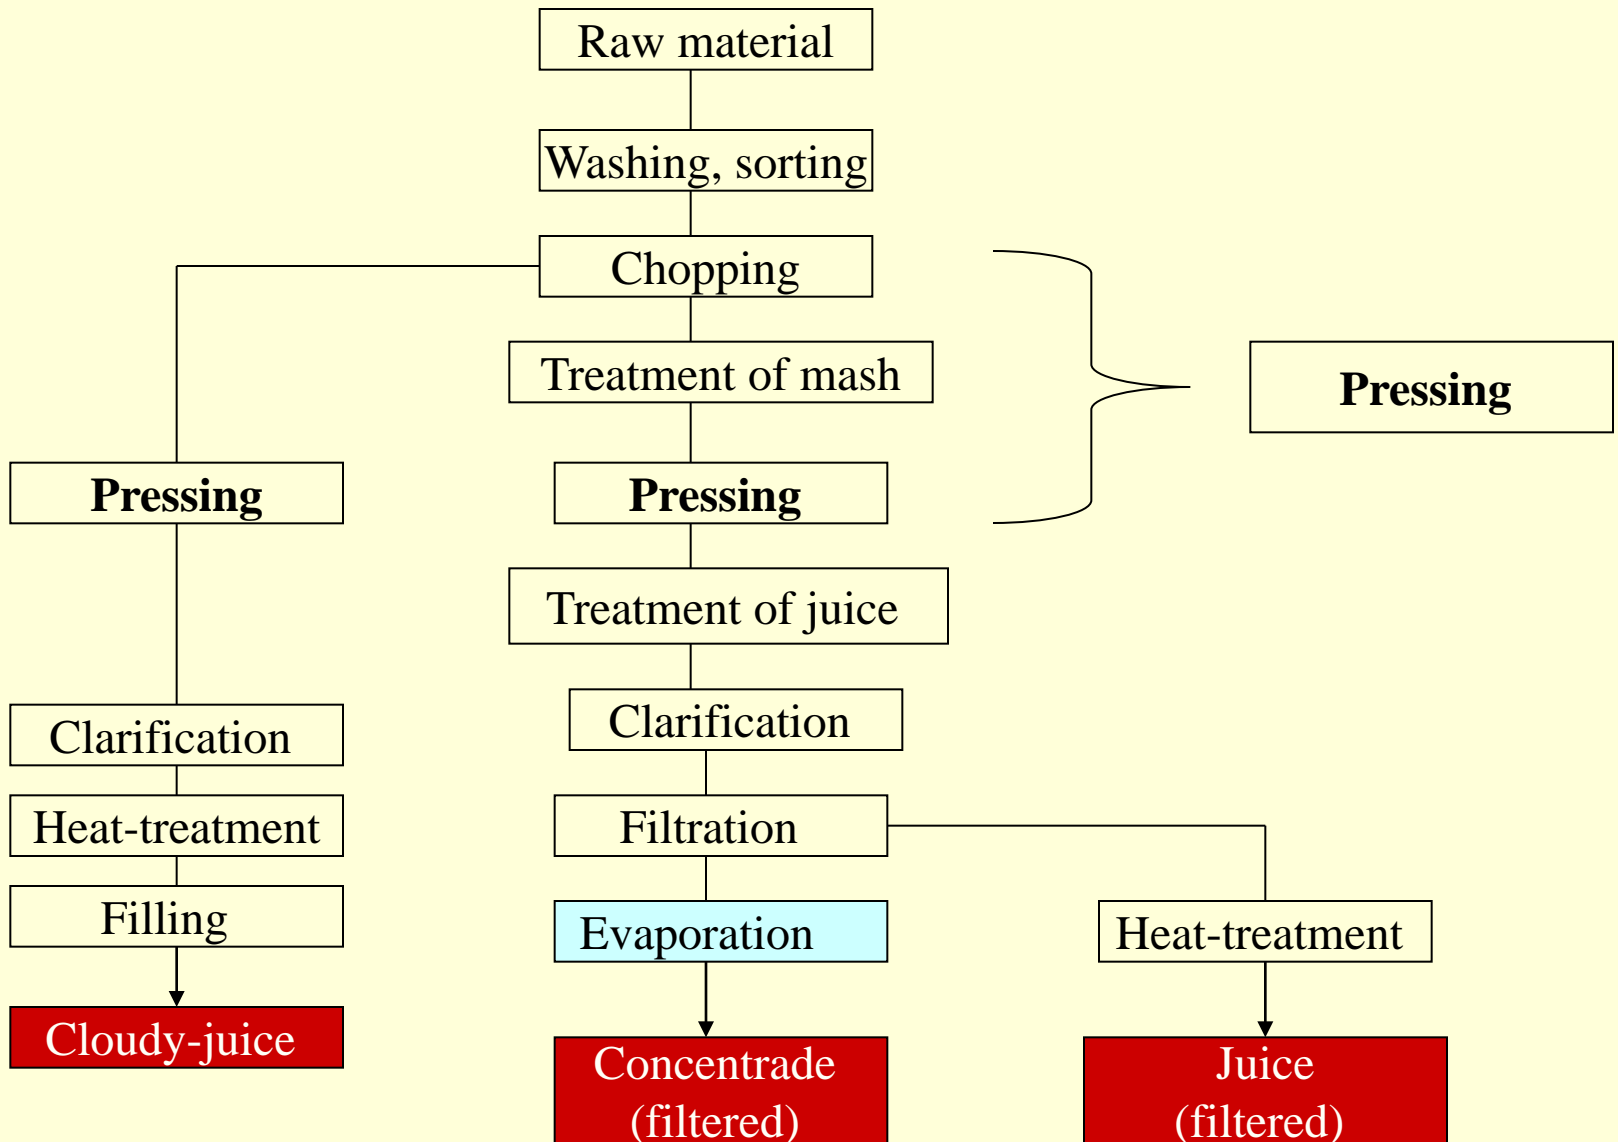 Raw material
Washing, sorting
Chopping
Treatment of mash
Pressing
Pressing
Pressing
Treatment of juice
Clarification
Clarification
Heat-treatment
Filtration
Filling
Evaporation
Heat-treatment
Cloudy-juice
Concentrade
(filtered)
Juice
(filtered)